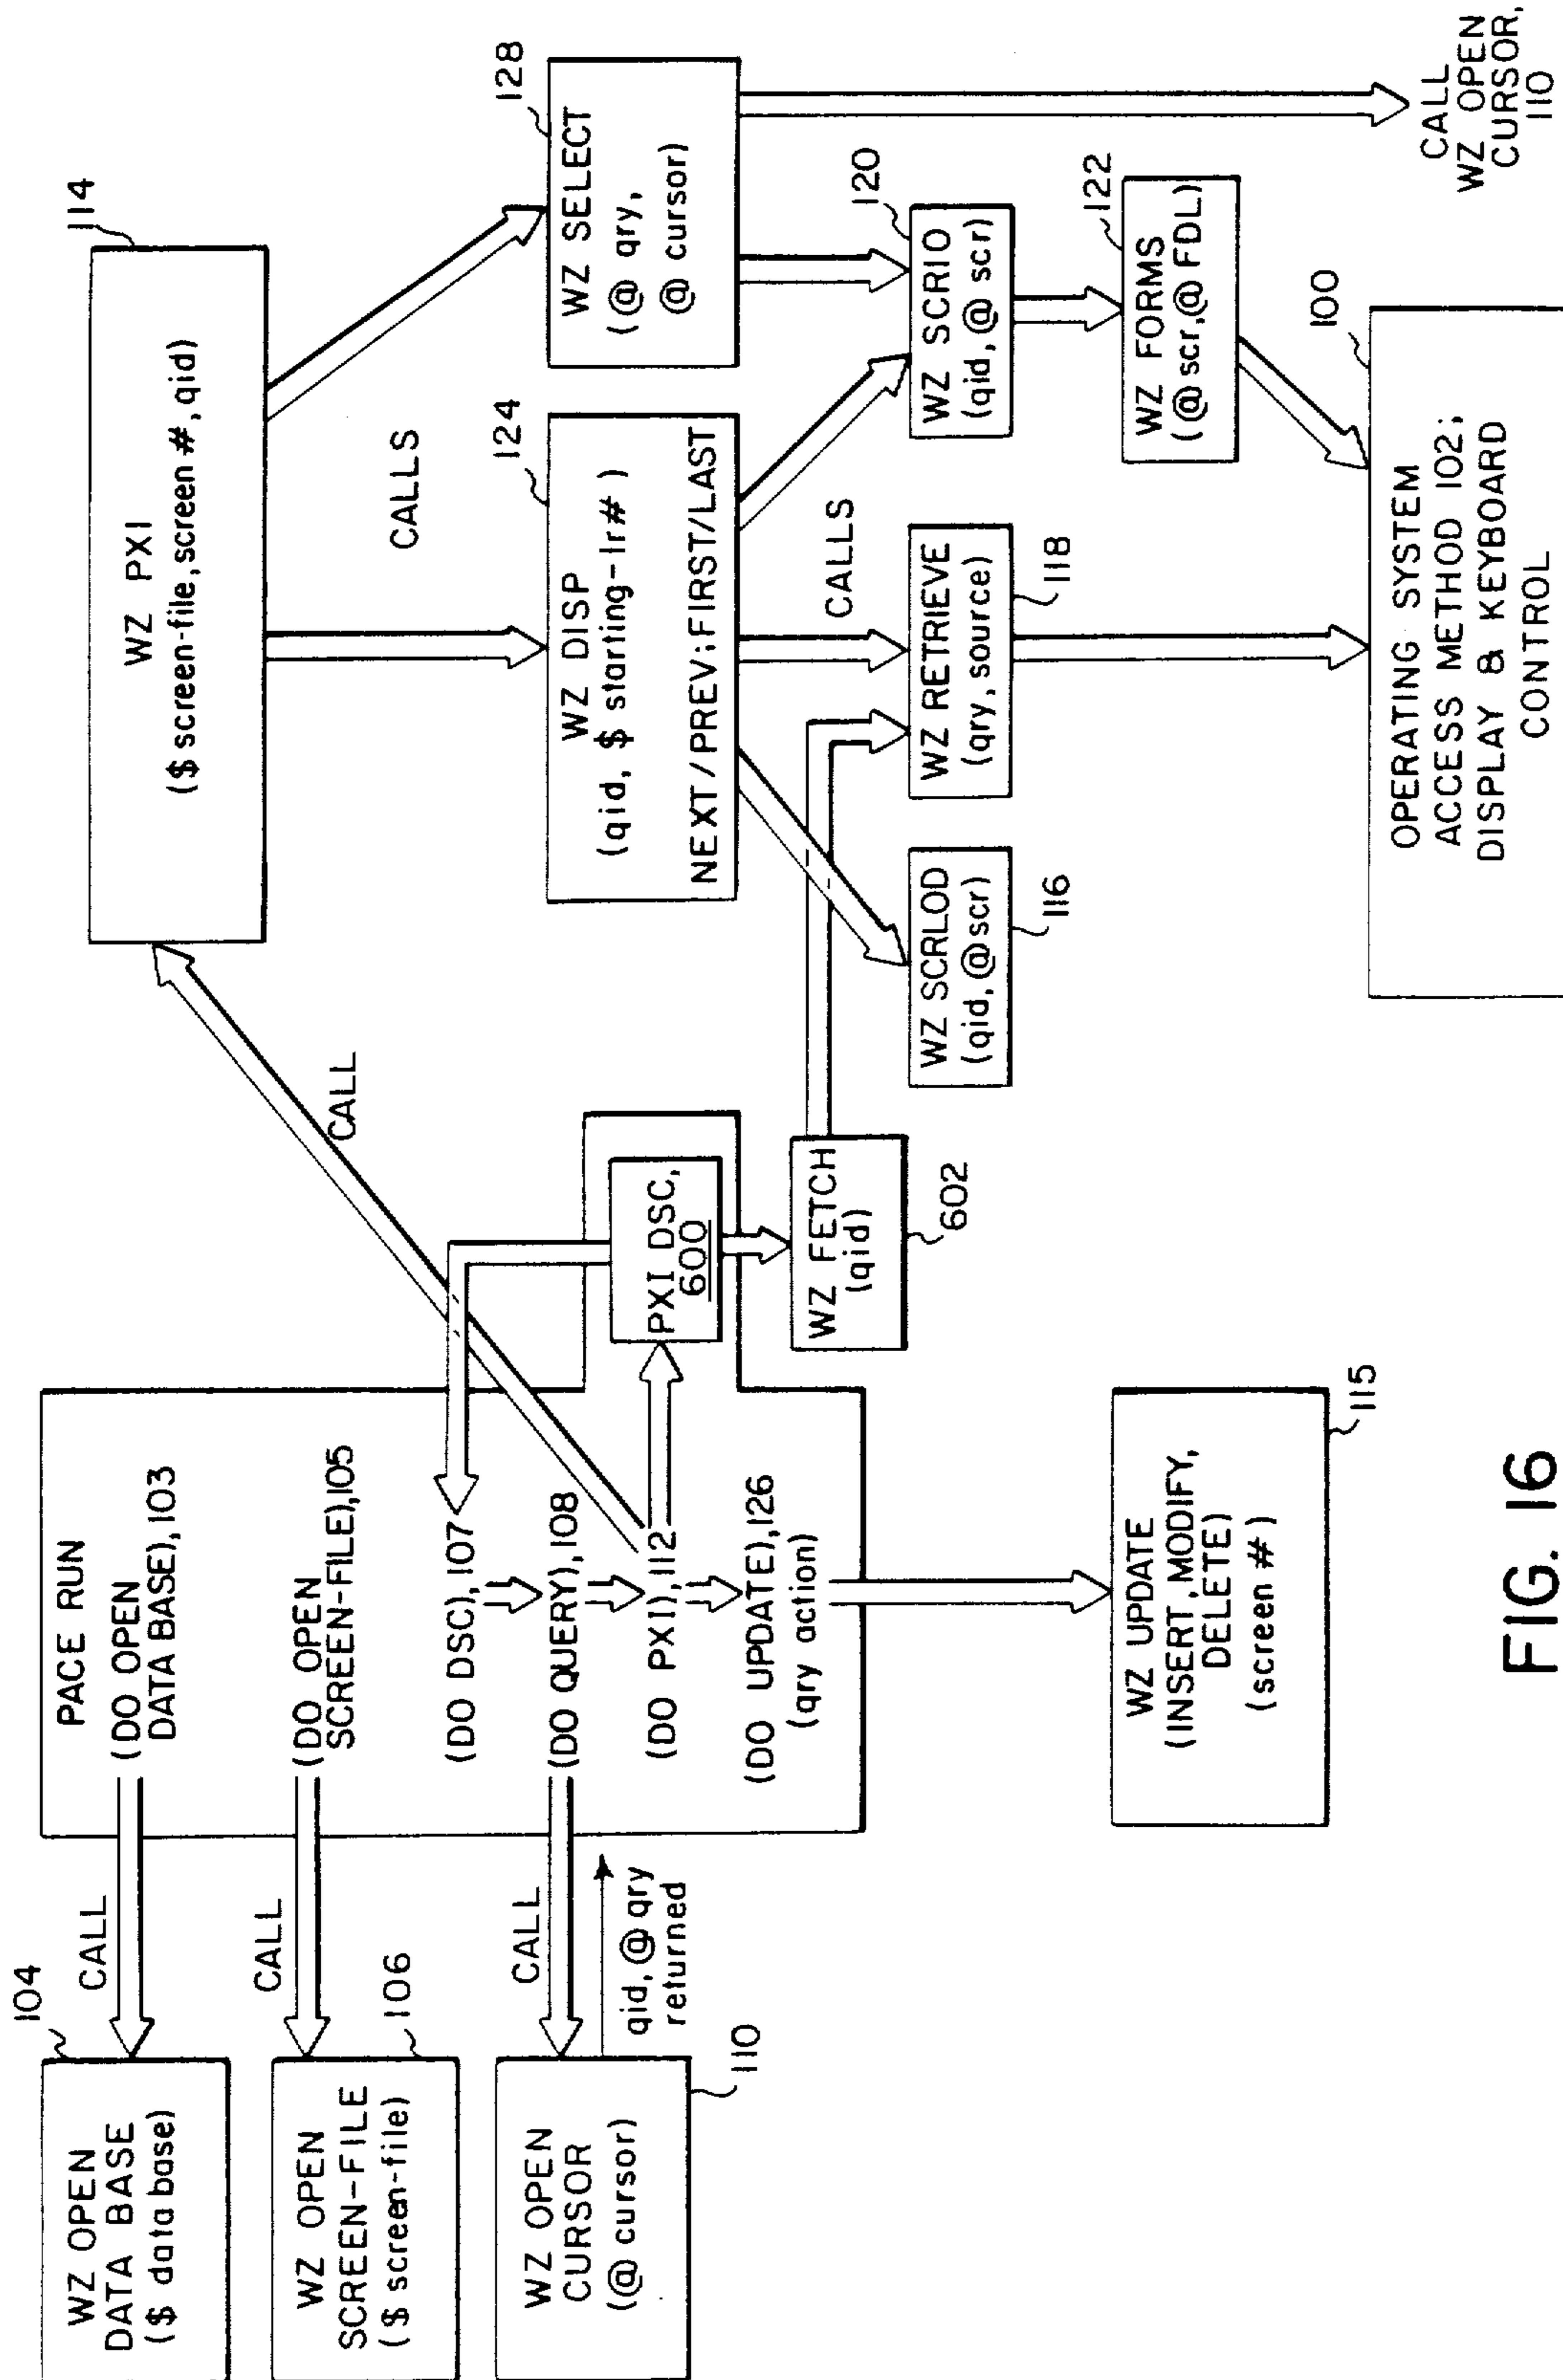 104
WZ OPEN
DATA BASE
($ database)
CALL
106
WZ OPEN
SCREEN-FILE
($ screen-file)
CALL
110
WZ OPEN
CURSOR
(@ cursor)
CALL
qid, @ qry
returned
PACE RUN
(DO OPEN
DATA BASE), 103
(DO OPEN
SCREEN-FILE), 105
(DO DSC), 107
(DO QUERY), 108
(DO PXI), 112
(DO UPDATE), 126
(qry action)
PXI DSC,
600
WZ UPDATE
(INSERT, MODIFY,
DELETE)
(screen #)
115
WZ FETCH
(qid)
602
CALL
114
WZ PXI
($ screen-file, screen #, qid)
CALLS
124
WZ DISP
(qid, $ starting-lr#)
NEXT/PREV; FIRST/LAST
128
WZ SELECT
(@ qry,
@ cursor)
CALLS
WZ SCRLOD
(qid, @ scr)
116
WZ RETRIEVE
(qry, source)
118
120
WZ SCRIO
(qid, @ scr)
122
WZ FORMS
(@ scr, @ FDL)
100
OPERATING SYSTEM
ACCESS METHOD 102;
DISPLAY & KEYBOARD
CONTROL
CALL
WZ OPEN
CURSOR,
110
FIG. 16